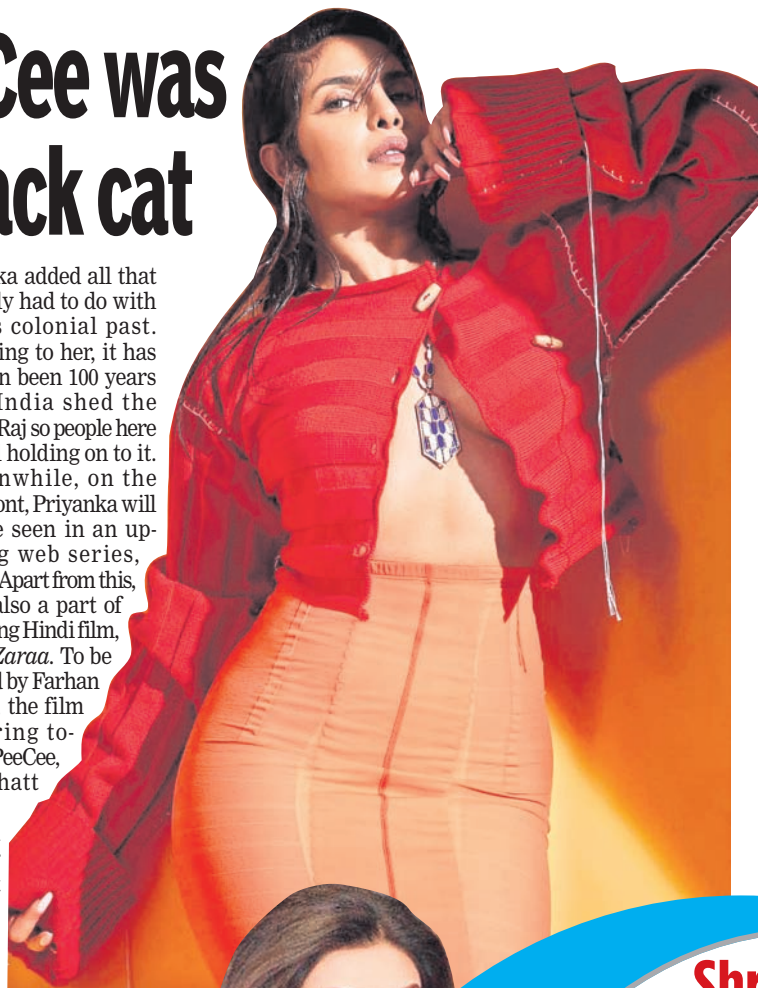 Cee was
ack cat
ka added all that
ly had to do with
s colonial past.
ing to her, it has
n been 100 years
India shed the
Raj so people here
holding on to it.
nwhile, on the
ont, Priyanka will
e seen in an up-
g web series,
Apart from this,
also a part of
ng Hindi film,
Zaraa. To be
l by Farhan
the film
ring to-
PeeCee,
hatt
Shr